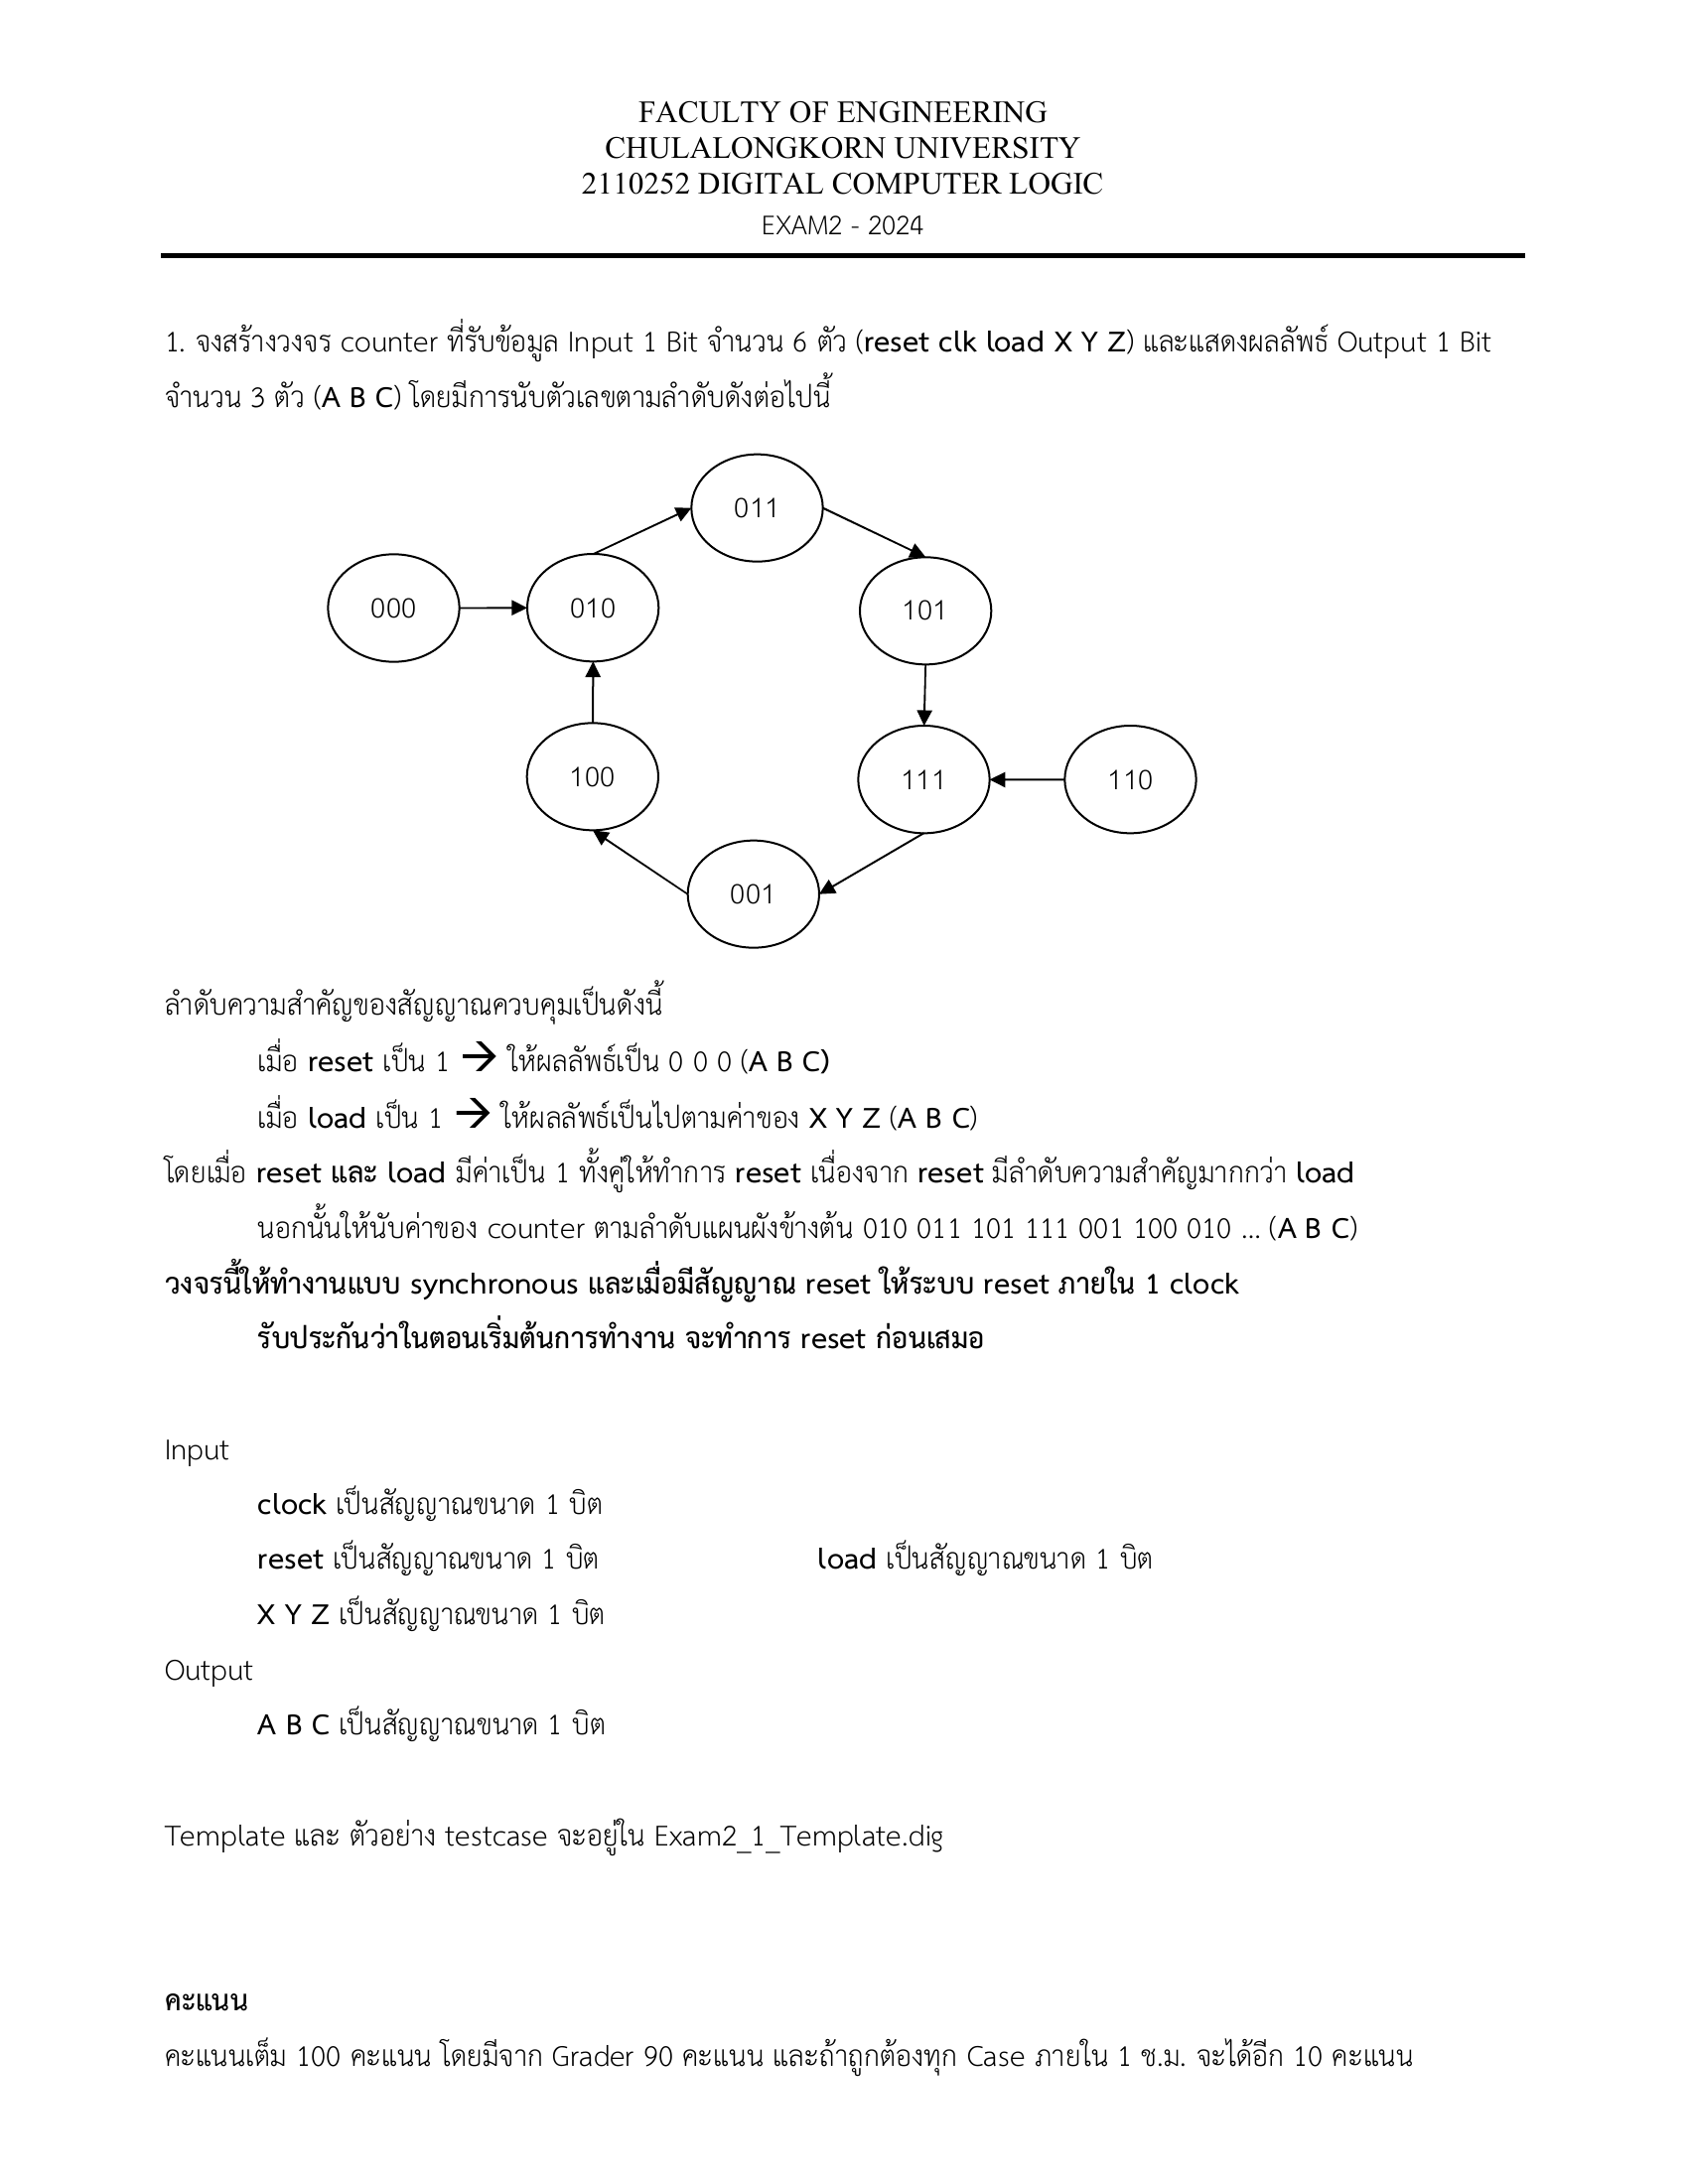 FACULTY OF ENGINEERING
CHULALONGKORN UNIVERSITY
2110252 DIGITAL COMPUTER LOGIC
EXAM2 - 2024
1. จงสร้างวงจร counter ที่รับข้อมูล Input 1 Bit จำนวน 6 ตัว (reset clk load X Y Z) และแสดงผลลัพธ์ Output 1 Bit
จำนวน 3 ตัว (A B C) โดยมีการนับตัวเลขตามลำดับดังต่อไปนี้
011
000
010
101
100
111
110
001
ลำดับความสำคัญของสัญญาณควบคุมเป็นดังนี้
เมื่อ reset เป็น 1 → ให้ผลลัพธ์เป็น 0 0 0 (A B C)
เมื่อ load เป็น 1 → ให้ผลลัพธ์เป็นไปตามค่าของ X Y Z (A B C)
โดยเมื่อ reset และ load มีค่าเป็น 1 ทั้งคู่ให้ทำการ reset เนื่องจาก reset มีลำดับความสำคัญมากกว่า load
นอกนั้นให้นับค่าของ counter ตามลำดับแผนผังข้างต้น 010 011 101 111 001 100 010 ... (A B C)
วงจรนี้ให้ทำงานแบบ synchronous และเมื่อมีสัญญาณ reset ให้ระบบ reset ภายใน 1 clock
รับประกันว่าในตอนเริ่มต้นการทำงาน จะทำการ reset ก่อนเสมอ
Input
clock เป็นสัญญาณขนาด 1 บิต
reset เป็นสัญญาณขนาด 1 บิต load เป็นสัญญาณขนาด 1 บิต
X Y Z เป็นสัญญาณขนาด 1 บิต
Output
A B C เป็นสัญญาณขนาด 1 บิต
Template และ ตัวอย่าง testcase จะอยู่ใน Exam2_1_Template.dig
คะแนน
คะแนนเต็ม 100 คะแนน โดยมีจาก Grader 90 คะแนน และถ้าถูกต้องทุก Case ภายใน 1 ช.ม. จะได้อีก 10 คะแนน